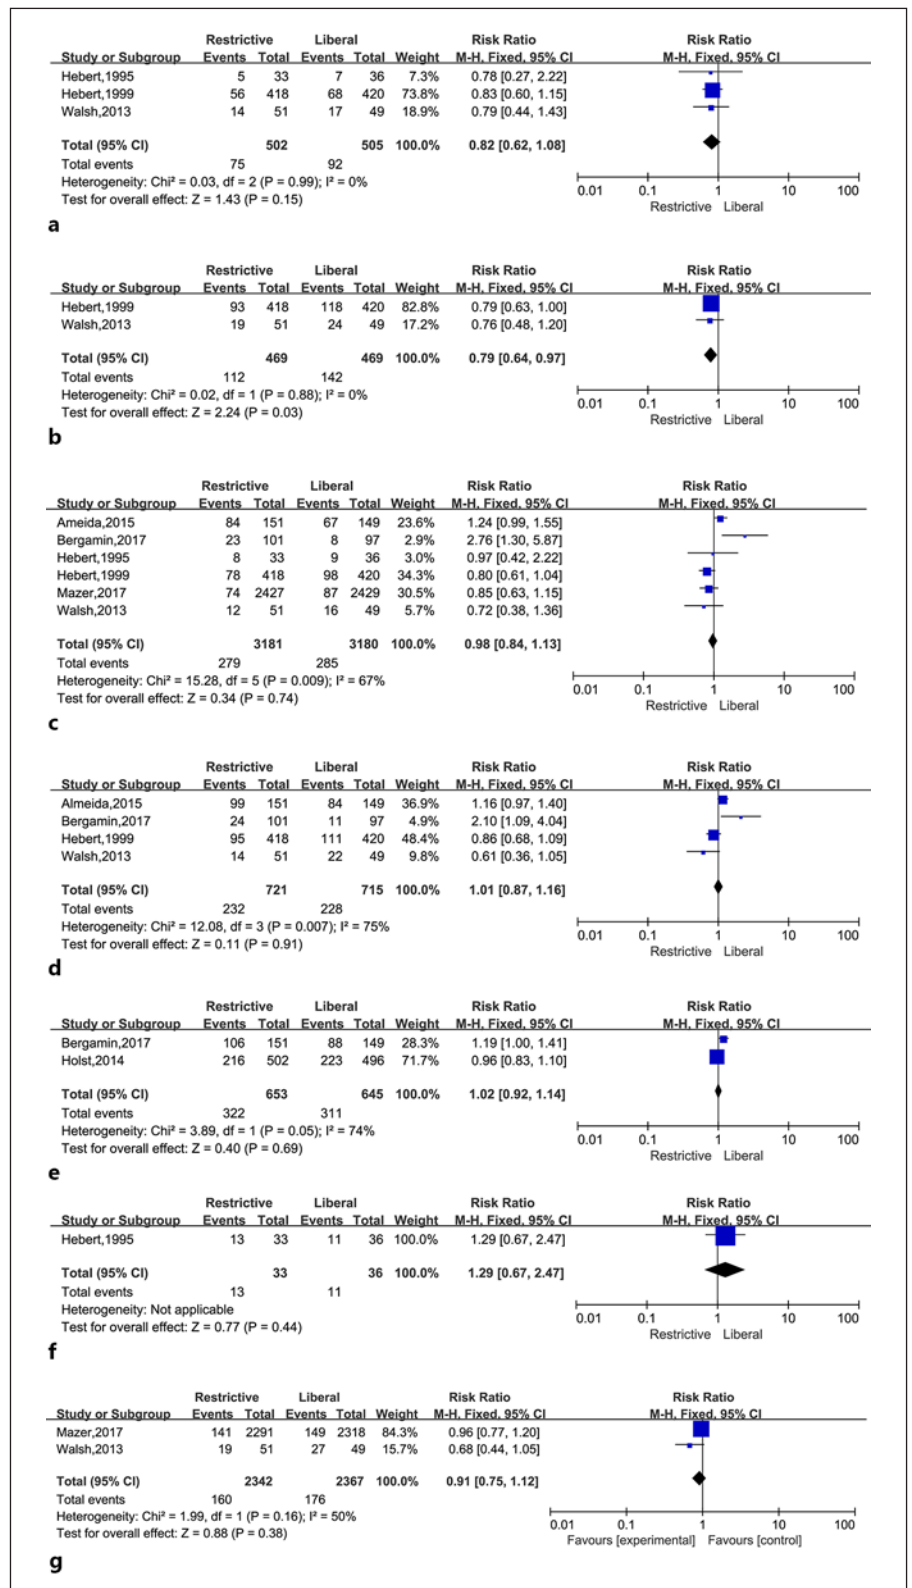 Restrictive Liberal Risk Ratio Risk Ratio
Study or Subgroup Events Total Events Total Weight M-H, Fixed, 95% CI M-H, Fixed, 95% CI
Hebert,1995 5 33 7 36 7.3% 0.78 [0.27, 2.22]
Hebert,1999 56 418 68 420 73.8% 0.83 [0.60, 1.15]
Walsh,2013 14 51 17 49 18.9% 0.79 [0.44, 1.43]
Total (95% CI) 502 505 100.0% 0.82 [0.62, 1.08]
Total events 75 92
Heterogeneity: Chi² = 0.03, df = 2 (P = 0.99); I² = 0%
Test for overall effect: Z = 1.43 (P = 0.15)
0.01 0.1 1 10 100
Restrictive Liberal
a
Restrictive Liberal Risk Ratio Risk Ratio
Study or Subgroup Events Total Events Total Weight M-H, Fixed, 95% CI M-H, Fixed, 95% CI
Hebert,1999 93 418 118 420 82.8% 0.79 [0.63, 1.00]
Walsh,2013 19 51 24 49 17.2% 0.76 [0.48, 1.20]
Total (95% CI) 469 469 100.0% 0.79 [0.64, 0.97]
Total events 112 142
Heterogeneity: Chi² = 0.02, df = 1 (P = 0.88); I² = 0%
Test for overall effect: Z = 2.24 (P = 0.03)
0.01 0.1 1 10 100
Restrictive Liberal
b
Restrictive Liberal Risk Ratio Risk Ratio
Study or Subgroup Events Total Events Total Weight M-H, Fixed, 95% CI M-H, Fixed, 95% CI
Ameida,2015 84 151 67 149 23.6% 1.24 [0.99, 1.55]
Bergamin,2017 23 101 8 97 2.9% 2.76 [1.30, 5.87]
Hebert,1995 8 33 9 36 3.0% 0.97 [0.42, 2.22]
Hebert,1999 78 418 98 420 34.3% 0.80 [0.61, 1.04]
Mazer,2017 74 2427 87 2429 30.5% 0.85 [0.63, 1.15]
Walsh,2013 12 51 16 49 5.7% 0.72 [0.38, 1.36]
Total (95% CI) 3181 3180 100.0% 0.98 [0.84, 1.13]
Total events 279 285
Heterogeneity: Chi² = 15.28, df = 5 (P = 0.009); I² = 67%
Test for overall effect: Z = 0.34 (P = 0.74)
0.01 0.1 1 10 100
Restrictive Liberal
c
Restrictive Liberal Risk Ratio Risk Ratio
Study or Subgroup Events Total Events Total Weight M-H, Fixed, 95% CI M-H, Fixed, 95% CI
Almeida,2015 99 151 84 149 36.9% 1.16 [0.97, 1.40]
Bergamin,2017 24 101 11 97 4.9% 2.10 [1.09, 4.04]
Hebert,1999 95 418 111 420 48.4% 0.86 [0.68, 1.09]
Walsh,2013 14 51 22 49 9.8% 0.61 [0.36, 1.05]
Total (95% CI) 721 715 100.0% 1.01 [0.87, 1.16]
Total events 232 228
Heterogeneity: Chi² = 12.08, df = 3 (P = 0.007); I² = 75%
Test for overall effect: Z = 0.11 (P = 0.91)
0.01 0.1 1 10 100
Restrictive Liberal
d
Restrictive Liberal Risk Ratio Risk Ratio
Study or Subgroup Events Total Events Total Weight M-H, Fixed, 95% CI M-H, Fixed, 95% CI
Bergamin,2017 106 151 88 149 28.3% 1.19 [1.00, 1.41]
Holst,2014 216 502 223 496 71.7% 0.96 [0.83, 1.10]
Total (95% CI) 653 645 100.0% 1.02 [0.92, 1.14]
Total events 322 311
Heterogeneity: Chi² = 3.89, df = 1 (P = 0.05); I² = 74%
Test for overall effect: Z = 0.40 (P = 0.69)
0.01 0.1 1 10 100
Restrictive Liberal
e
Restrictive Liberal Risk Ratio Risk Ratio
Study or Subgroup Events Total Events Total Weight M-H, Fixed, 95% CI M-H, Fixed, 95% CI
Hebert,1995 13 33 11 36 100.0% 1.29 [0.67, 2.47]
Total (95% CI) 33 36 100.0% 1.29 [0.67, 2.47]
Total events 13 11
Heterogeneity: Not applicable
Test for overall effect: Z = 0.77 (P = 0.44)
0.01 0.1 1 10 100
Restrictive Liberal
f
Restrictive Liberal Risk Ratio Risk Ratio
Study or Subgroup Events Total Events Total Weight M-H, Fixed, 95% CI M-H, Fixed, 95% CI
Mazer,2017 141 2291 149 2318 84.3% 0.96 [0.77, 1.20]
Walsh,2013 19 51 27 49 15.7% 0.68 [0.44, 1.05]
Total (95% CI) 2342 2367 100.0% 0.91 [0.75, 1.12]
Total events 160 176
Heterogeneity: Chi² = 1.99, df = 1 (P = 0.16); I² = 50%
Test for overall effect: Z = 0.88 (P = 0.38)
0.01 0.1 1 10 100
Favours [experimental] Favours [control]
g